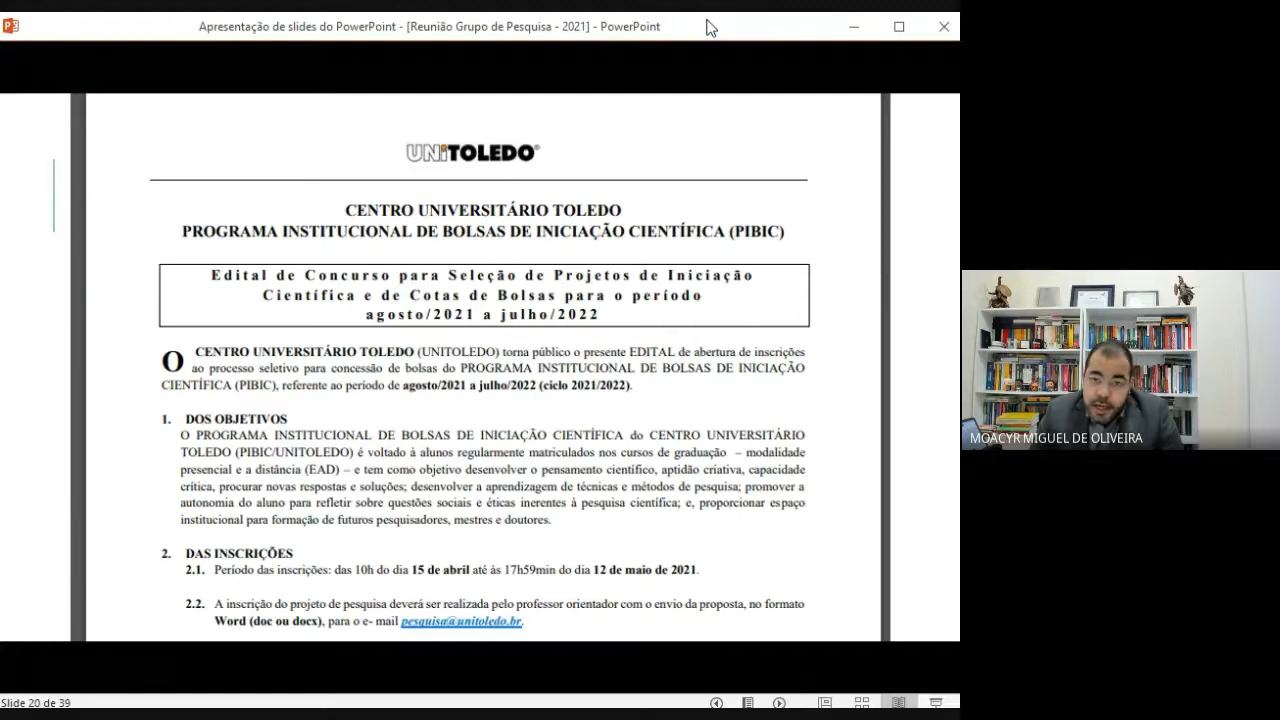 Apresentação de slides do PowerPoint - [Reunião Grupo de Pesquisa - 2021] - PowerPoint
UNiTOLEDO®
CENTRO UNIVERSITÁRIO TOLEDO
PROGRAMA INSTITUCIONAL DE BOLSAS DE INICIAÇÃO CIENTÍFICA (PIBIC)
Edital de Concurso para Seleção de Projetos de Iniciação
Científica e de Cotas de Bolsas para o período
agosto/2021 a julho/2022
O CENTRO UNIVERSITÁRIO TOLEDO (UNITOLEDO) torna público o presente EDITAL de abertura de inscrições
ao processo seletivo para concessão de bolsas do PROGRAMA INSTITUCIONAL DE BOLSAS DE INICIAÇÃO
CIENTÍFICA (PIBIC), referente ao período de agosto/2021 a julho/2022 (ciclo 2021/2022).
1. DOS OBJETIVOS
O PROGRAMA INSTITUCIONAL DE BOLSAS DE INICIAÇÃO CIENTÍFICA do CENTRO UNIVERSITÁRIO
TOLEDO (PIBIC/UNITOLEDO) é voltado à alunos regularmente matriculados nos cursos de graduação – modalidade
presencial e a distância (EAD) – e tem como objetivo desenvolver o pensamento científico, aptidão criativa, capacidade
crítica, procurar novas respostas e soluções; desenvolver a aprendizagem de técnicas e métodos de pesquisa; promover a
autonomia do aluno para refletir sobre questões sociais e éticas inerentes à pesquisa científica; e, proporcionar espaço
institucional para formação de futuros pesquisadores, mestres e doutores.
2. DAS INSCRIÇÕES
2.1. Período das inscrições: das 10h do dia 15 de abril até às 17h59min do dia 12 de maio de 2021.
2.2. A inscrição do projeto de pesquisa deverá ser realizada pelo professor orientador com o envio da proposta, no formato
Word (doc ou docx), para o e- mail pesquisa@unitoledo.br.
MOACYR MIGUEL DE OLIVEIRA
Slide 20 de 39